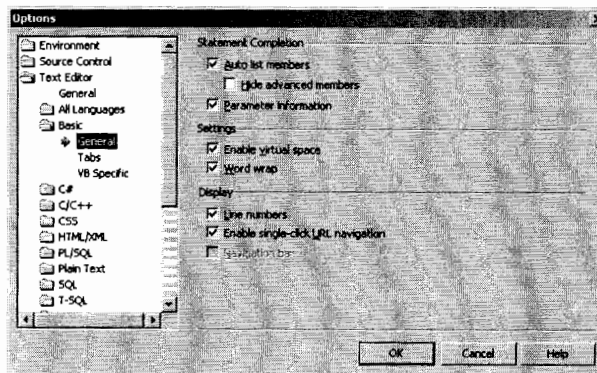 Options
Environment
Source Control
Text Editor
General
All Languages
Basic
General
Tabs
VB Specific
C#
C/C++
CSS
HTML/XML
PL/SQL
Plain Text
SQL
T-SQL
Statement Completion
Auto list members
Hide advanced members
Parameter information
Settings
Enable virtual space
Word wrap
Display
Line numbers
Enable single-click URL navigation
Navigation bar
OK
Cancel
Help